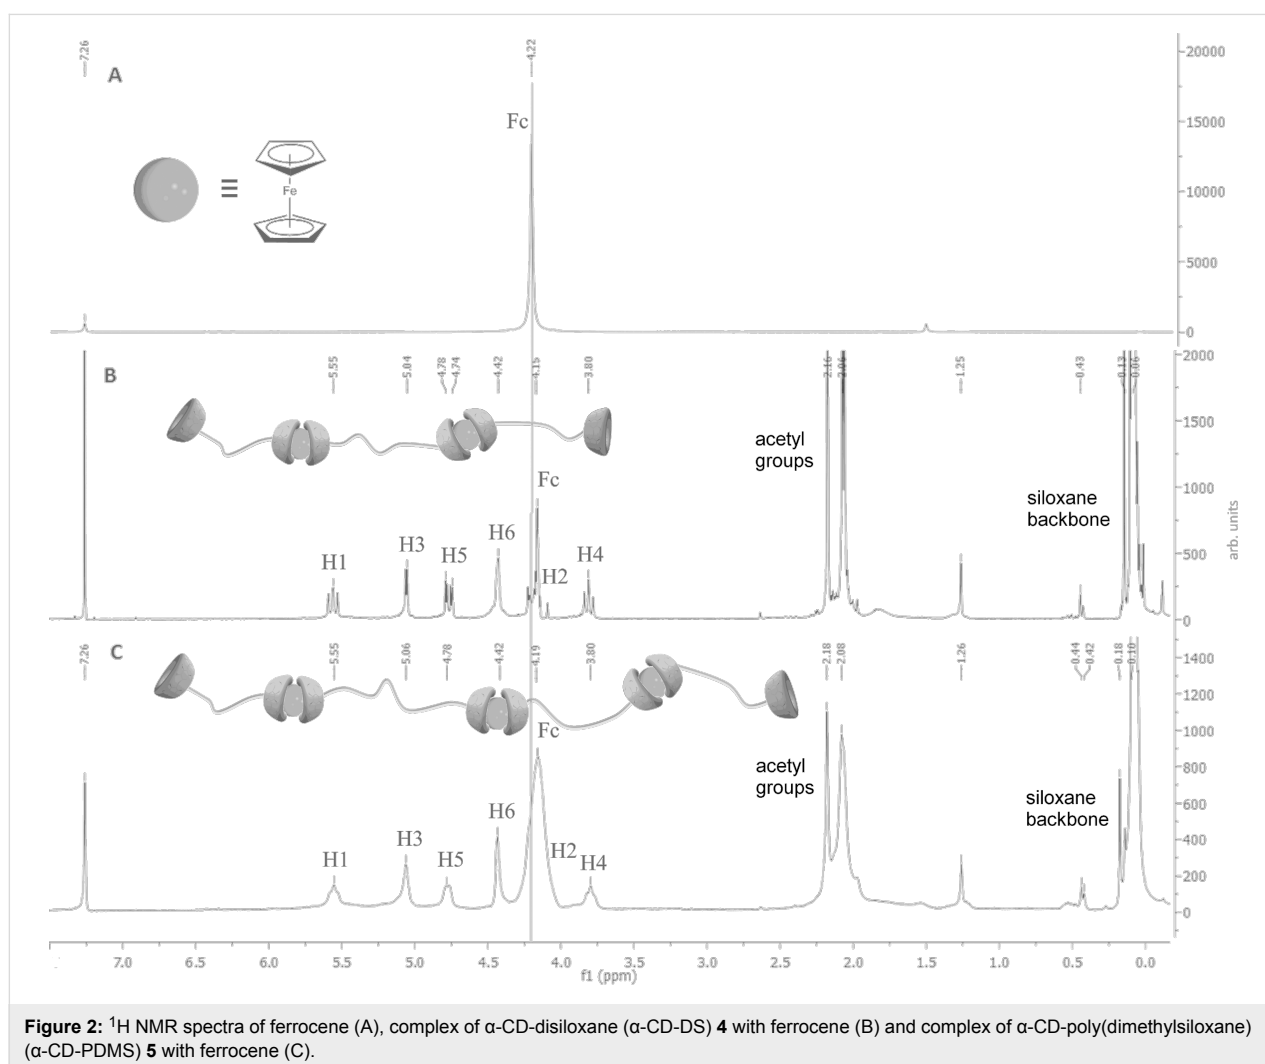 7.26
4.22
A
Fc
≡
Fe
20000
15000
10000
5000
0
B
5.55
5.04
4.78
4.74
4.42
4.15
3.80
2.16
2.06
1.25
0.43
0.13
0.06
H1
H3
H5
H6
Fc
H2
H4
acetyl
groups
siloxane
backbone
2000
1500
1000
500
0
arb. units
7.26
C
5.55
5.06
4.78
4.42
4.19
3.80
2.18
2.08
1.26
0.44
0.42
0.18
0.10
H1
H3
H5
H6
Fc
H2
H4
acetyl
groups
siloxane
backbone
1400
1200
1000
800
600
400
200
0
7.0 6.5 6.0 5.5 5.0 4.5 4.0 3.5 3.0 2.5 2.0 1.5 1.0 0.5 0.0
f1 (ppm)
Figure 2: ¹H NMR spectra of ferrocene (A), complex of α-CD-disiloxane (α-CD-DS) 4 with ferrocene (B) and complex of α-CD-poly(dimethylsiloxane)
(α-CD-PDMS) 5 with ferrocene (C).